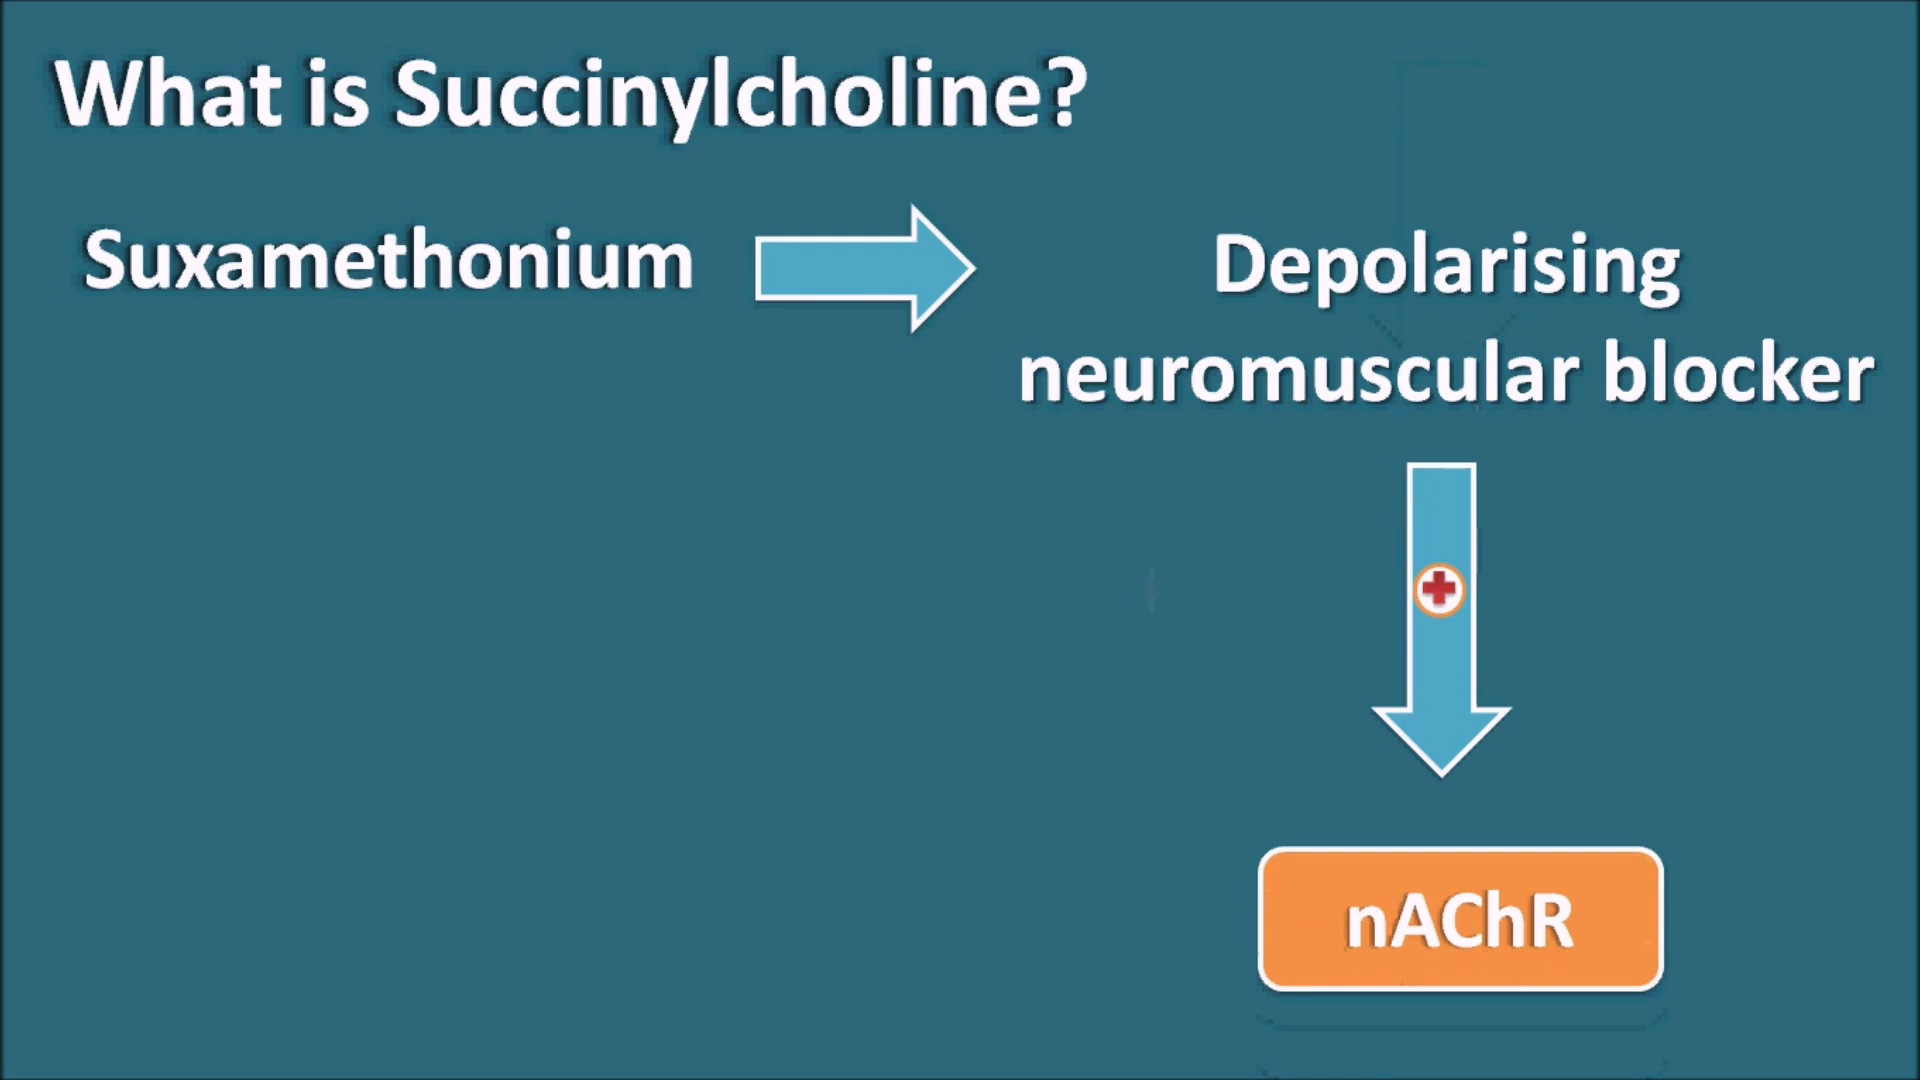 What is Succinylcholine?
Suxamethonium
Depolarising
neuromuscular blocker
nAChR